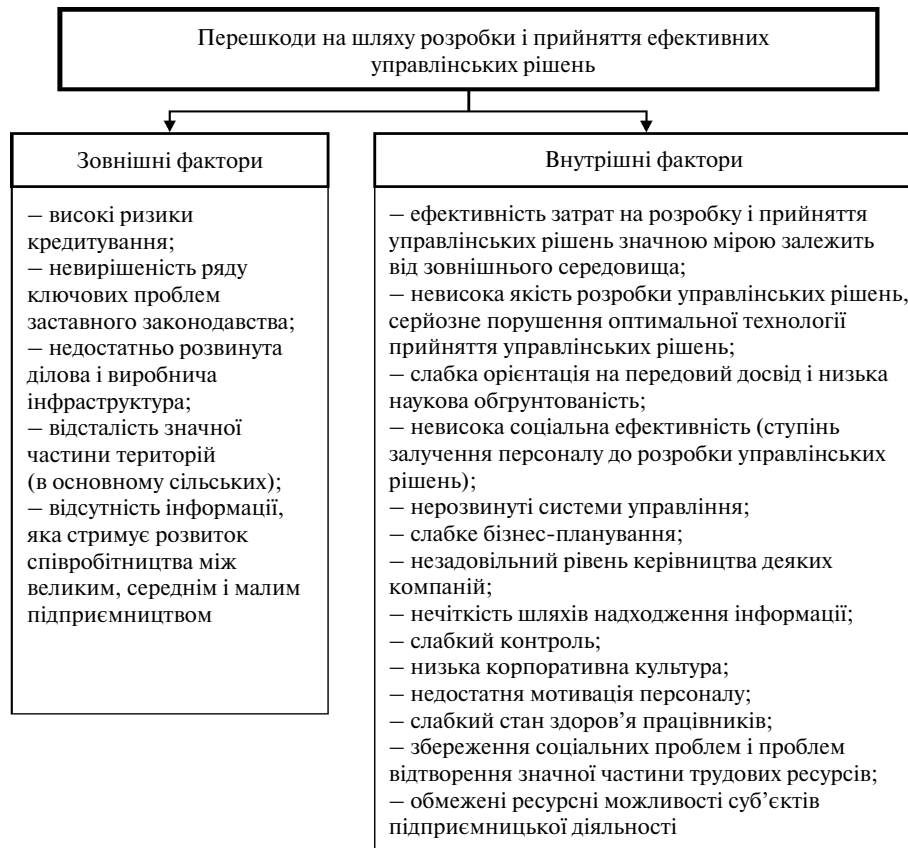 Перешкоди на шляху розробки і прийняття ефективних
управлінських рішень
Зовнішні фактори
– високі ризики
кредитування;
– невирішеність ряду
ключових проблем
заставного законодавства;
– недостатньо розвинута
ділова і виробнича
інфраструктура;
– відсталість значної
частини територій
(в основному сільських);
– відсутність інформації,
яка стримує розвиток
співробітництва між
великим, середнім і малим
підприємництвом
Внутрішні фактори
– ефективність затрат на розробку і прийняття
управлінських рішень значною мірою залежить
від зовнішнього середовища;
– невисока якість розробки управлінських рішень,
серйозне порушення оптимальної технології
прийняття управлінських рішень;
– слабка орієнтація на передовий досвід і низька
наукова обгрунтованість;
– невисока соціальна ефективність (ступінь
залучення персоналу до розробки управлінських
рішень);
– нерозвинуті системи управління;
– слабке бізнес-планування;
– незадовільний рівень керівництва деяких
компаній;
– нечіткість шляхів надходження інформації;
– слабкий контроль;
– низька корпоративна культура;
– недостатня мотивація персоналу;
– слабкий стан здоров’я працівників;
– збереження соціальних проблем і проблем
відтворення значної частини трудових ресурсів;
– обмежені ресурсні можливості суб’єктів
підприємницької діяльності